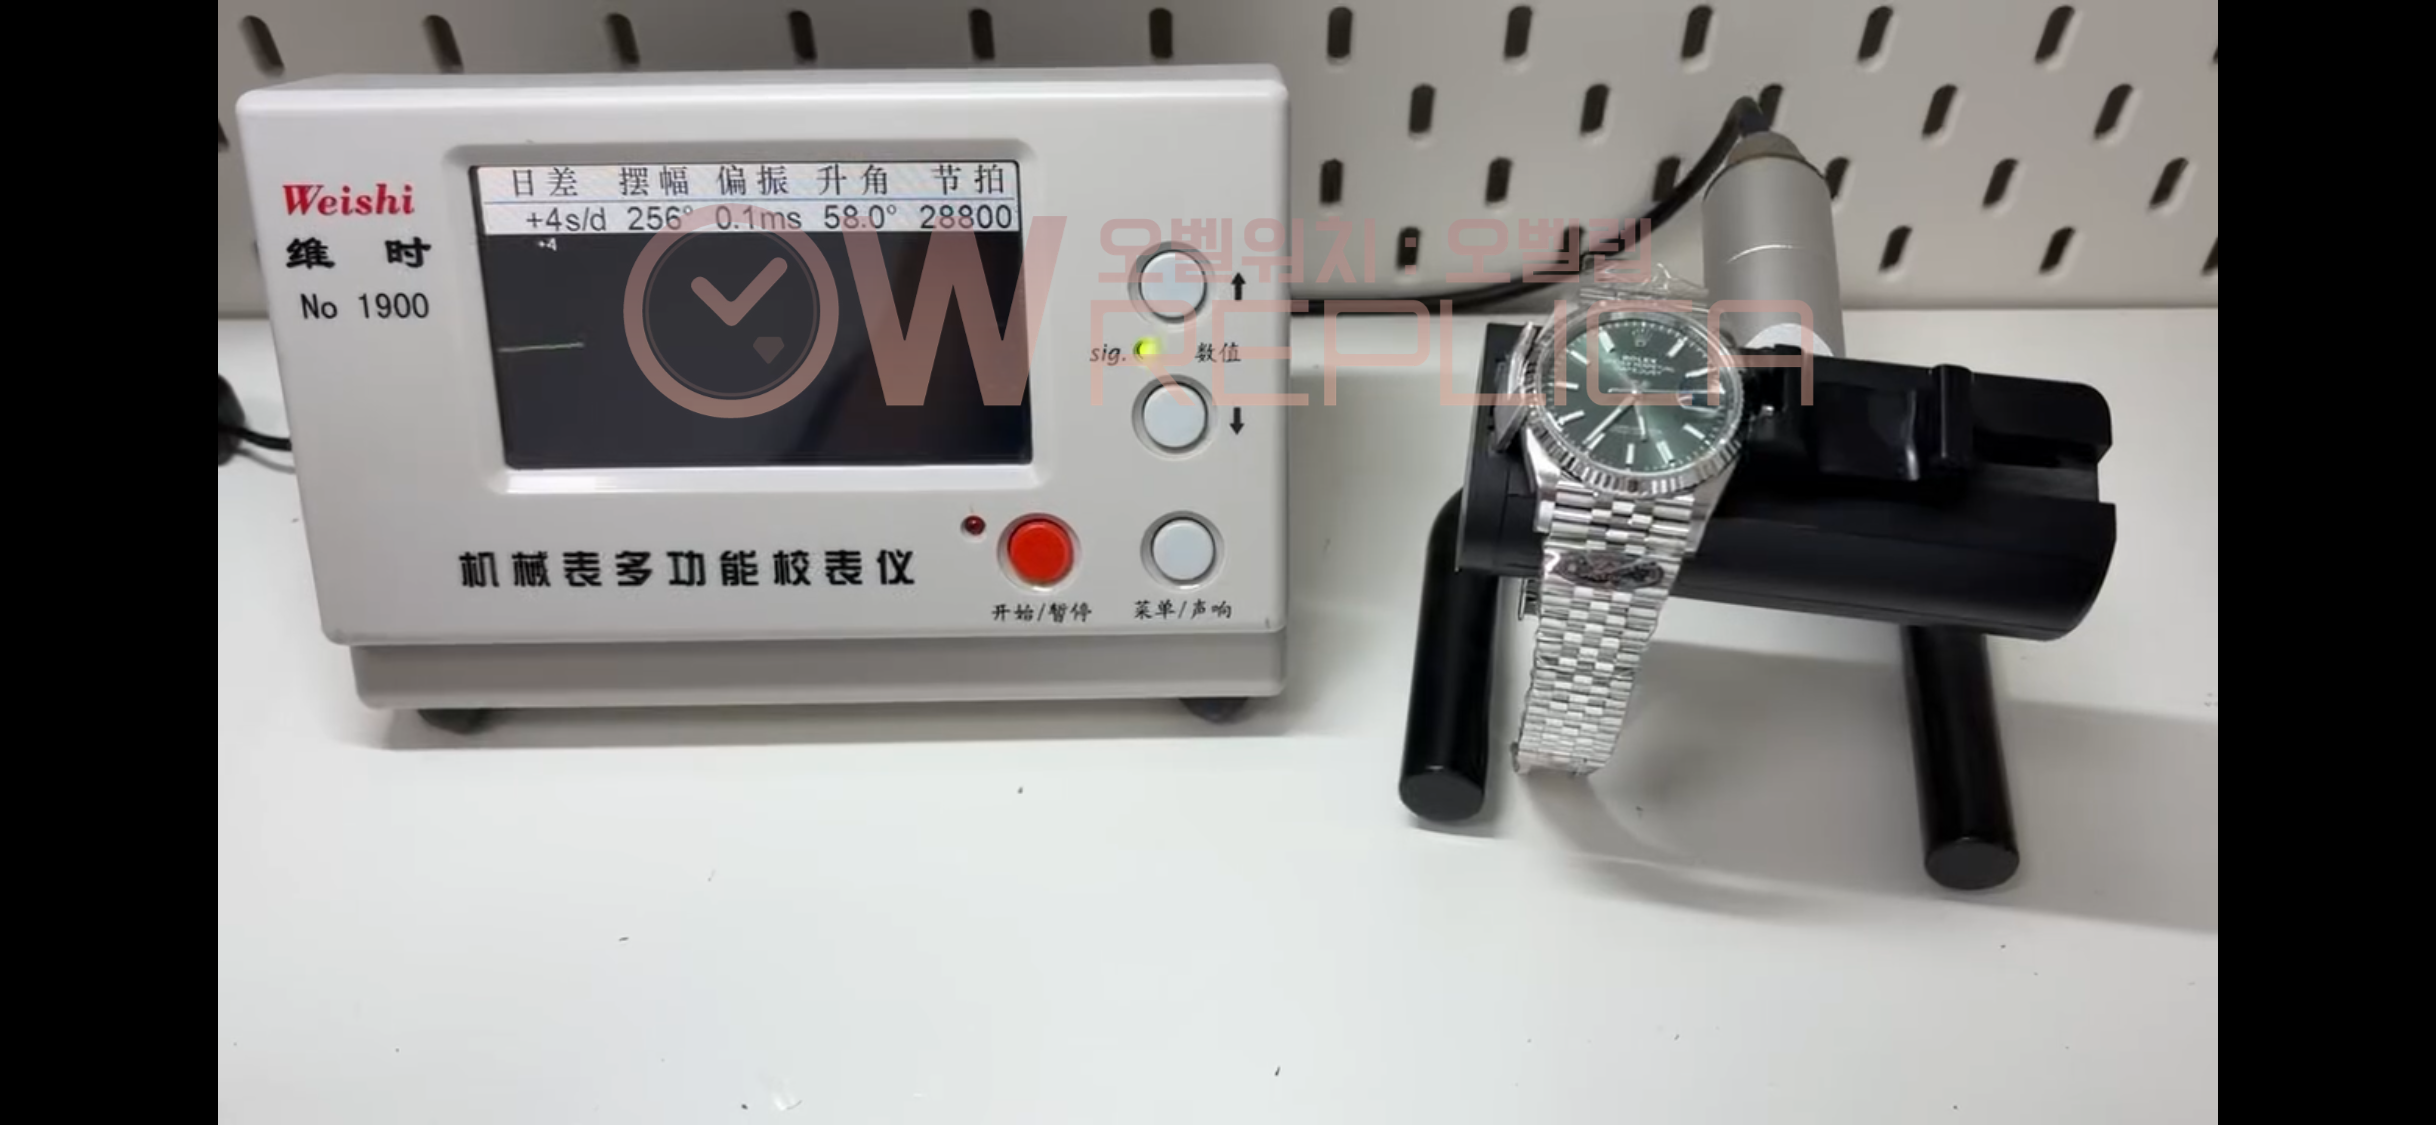 Weishi
维 时
No 1900
日差 摆幅 偏振 升角 节拍
+4s/d 256° 0.1ms 58.0° 28800
+4
오벨워치:오벨렙
W REPLICA
sig. 数值
ROLEX
机械表多功能校表仪
开始/暂停 菜单/声响